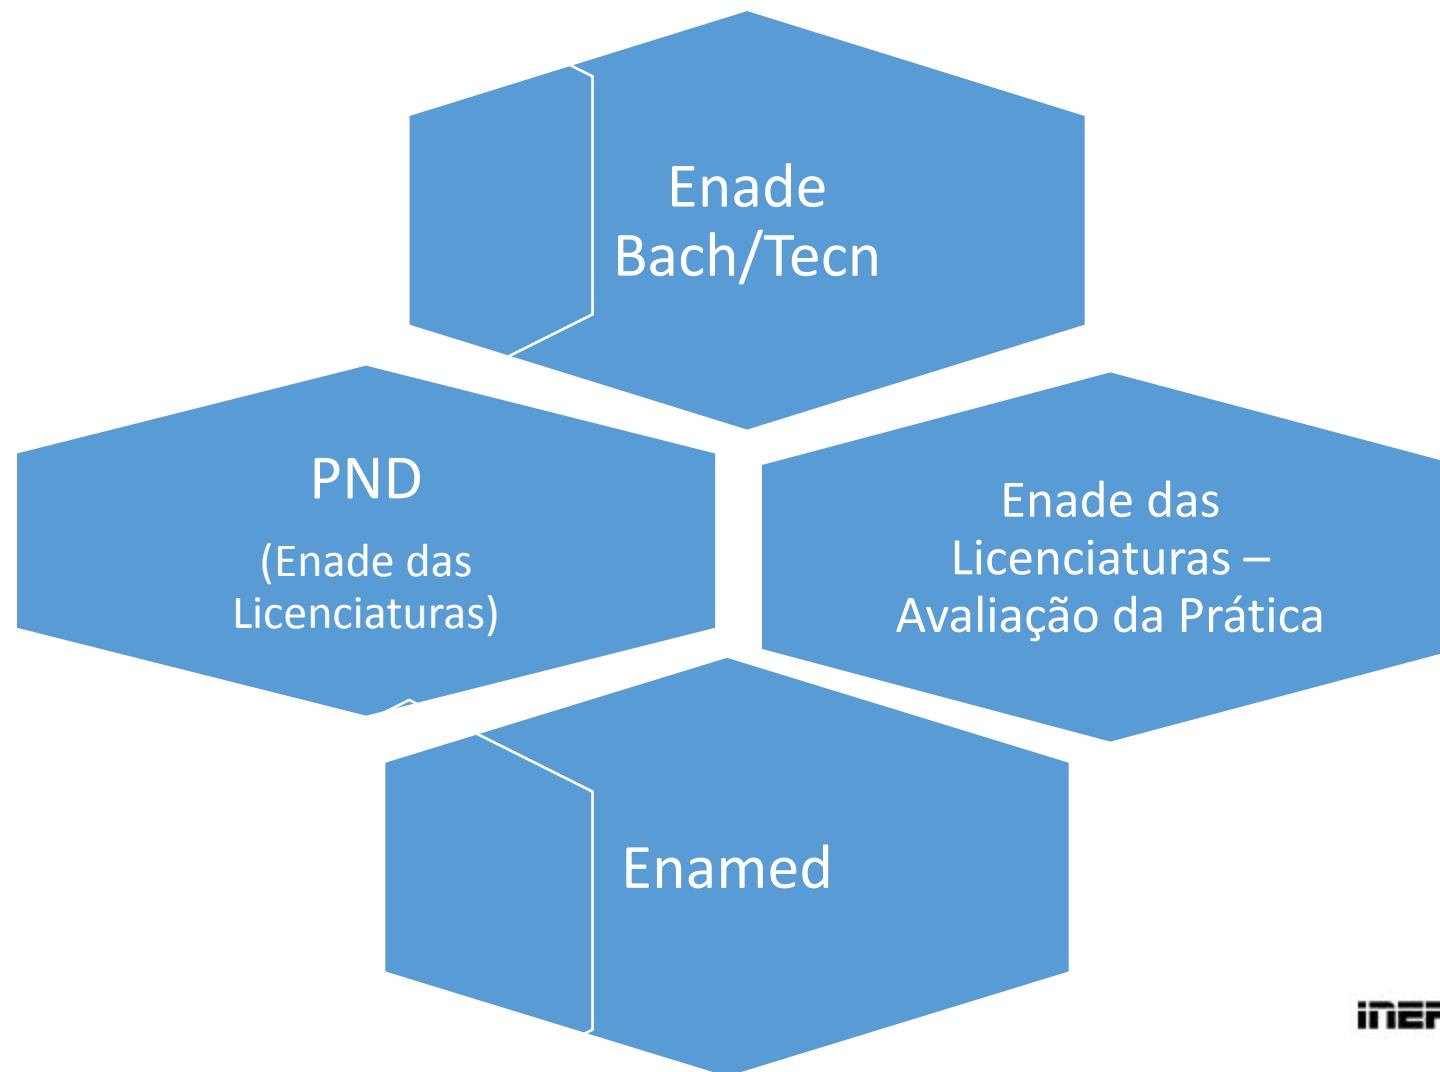 Enade
Bach/Tecn
PND
(Enade das
Licenciaturas)
Enade das
Licenciaturas –
Avaliação da Prática
Enamed